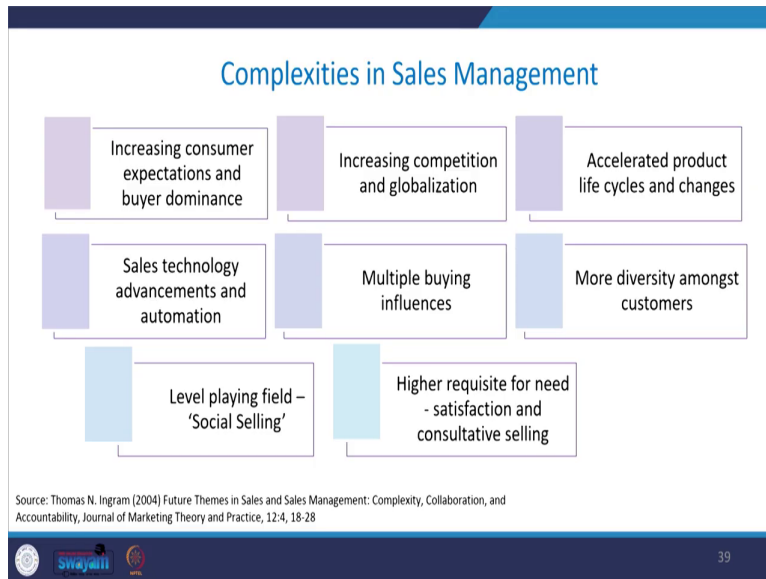 Complexities in Sales Management
Increasing consumer
expectations and
buyer dominance
Increasing competition
and globalization
Accelerated product
life cycles and changes
Sales technology
advancements and
automation
Multiple buying
influences
More diversity amongst
customers
Level playing field –
‘Social Selling’
Higher requisite for need
- satisfaction and
consultative selling
Source: Thomas N. Ingram (2004) Future Themes in Sales and Sales Management: Complexity, Collaboration, and
Accountability, Journal of Marketing Theory and Practice, 12:4, 18-28
swayam
39